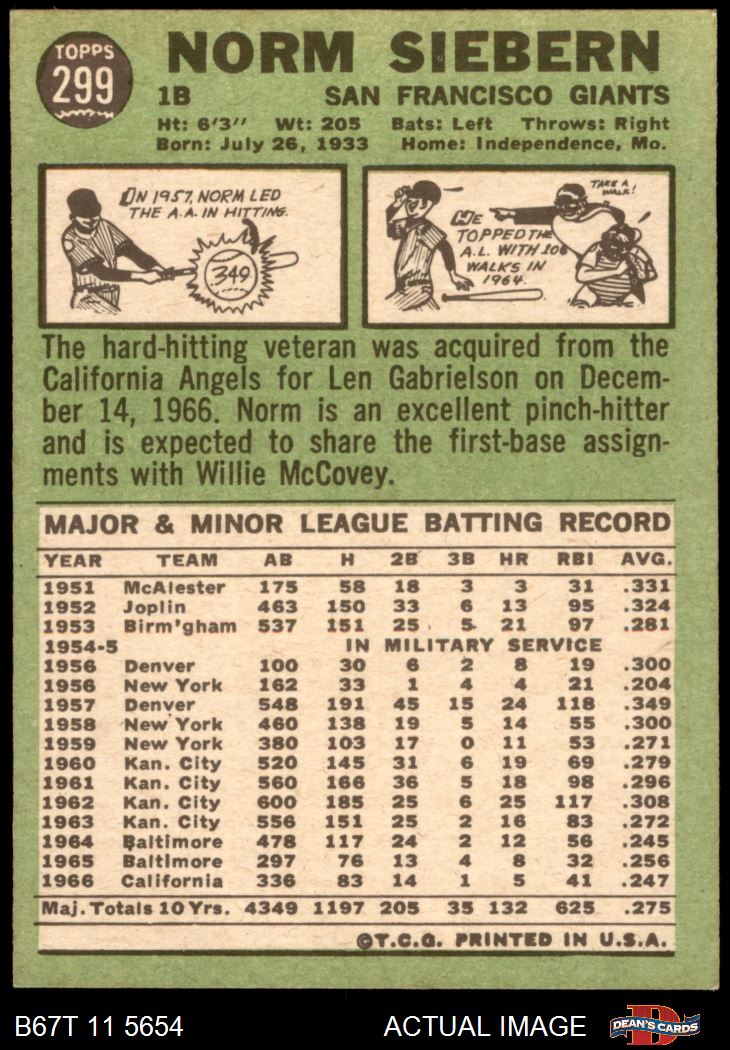 TOPPS
299
NORM SIEBERN
1B SAN FRANCISCO GIANTS
Ht: 6'3" Wt: 205 Bats: Left Throws: Right
Born: July 26, 1933 Home: Independence, Mo.
IN 1957, NORM LED
THE A.A. IN HITTING.
349
TAKE A
WALK!
HE
TOPPED THE
A.L. WITH 106
WALKS IN
1964.
The hard-hitting veteran was acquired from the
California Angels for Len Gabrielson on Decem-
ber 14, 1966. Norm is an excellent pinch-hitter
and is expected to share the first-base assign-
ments with Willie McCovey.
MAJOR & MINOR LEAGUE BATTING RECORD
YEAR TEAM AB H 2B 3B HR RBI AVG.
1951 McAlester 175 58 18 3 3 31 .331
1952 Joplin 463 150 33 6 13 95 .324
1953 Birm'gham 537 151 25 5 21 97 .281
1954-5 IN MILITARY SERVICE
1956 Denver 100 30 6 2 8 19 .300
1956 New York 162 33 1 4 4 21 .204
1957 Denver 548 191 45 15 24 118 .349
1958 New York 460 138 19 5 14 55 .300
1959 New York 380 103 17 0 11 53 .271
1960 Kan. City 520 145 31 6 19 69 .279
1961 Kan. City 560 166 36 5 18 98 .296
1962 Kan. City 600 185 25 6 25 117 .308
1963 Kan. City 556 151 25 2 16 83 .272
1964 Baltimore 478 117 24 2 12 56 .245
1965 Baltimore 297 76 13 4 8 32 .256
1966 California 336 83 14 1 5 41 .247
Maj. Totals 10 Yrs. 4349 1197 205 35 132 625 .275
©T.C.G. PRINTED IN U.S.A.
B67T 11 5654 ACTUAL IMAGE
D
DEAN'S CARDS